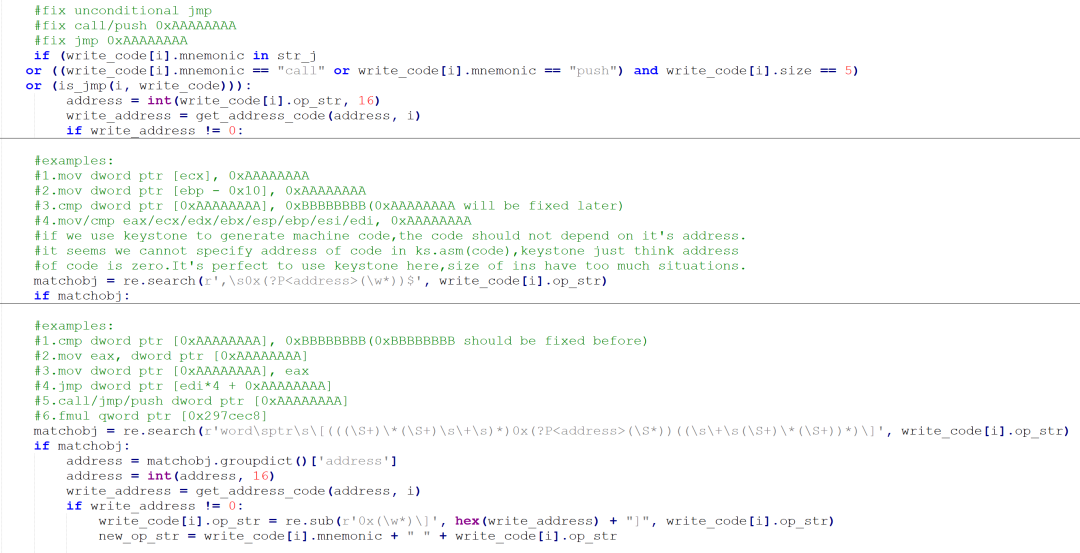 #fix unconditional jmp
#fix call/push 0xAAAAAAAA
#fix jmp 0xAAAAAAAA
if (write_code[i].mnemonic in str_j
or ((write_code[i].mnemonic == "call" or write_code[i].mnemonic == "push") and write_code[i].size == 5)
or (is_jmp(i, write_code))):
address = int(write_code[i].op_str, 16)
write_address = get_address_code(address, i)
if write_address != 0:
#examples:
#1.mov dword ptr [ecx], 0xAAAAAAAA
#2.mov dword ptr [ebp - 0x10], 0xAAAAAAAA
#3.cmp dword ptr [0xAAAAAAAA], 0xBBBBBBBB(0xAAAAAAAA will be fixed later)
#4.mov/cmp eax/ecx/edx/ebx/esp/ebp/esi/edi, 0xAAAAAAAA
#if we use keystone to generate machine code,the code should not depend on it's address.
#it seems we cannot specify address of code in ks.asm(code),keystone just think address
#of code is zero.It's perfect to use keystone here,size of ins have too much situations.
matchobj = re.search(r',\s0x(?P<address>(\w*))$', write_code[i].op_str)
if matchobj:
#examples:
#1.cmp dword ptr [0xAAAAAAAA], 0xBBBBBBBB(0xBBBBBBBB should be fixed before)
#2.mov eax, dword ptr [0xAAAAAAAA]
#3.mov dword ptr [0xAAAAAAAA], eax
#4.jmp dword ptr [edi*4 + 0xAAAAAAAA]
#5.call/jmp/push dword ptr [0xAAAAAAAA]
#6.fmul qword ptr [0x297cec8]
matchobj = re.search(r'word\sptr\s\[(((\S+)\*(\S+)\s\+\s)*)0x(?P<address>(\S*))((\s\+\s(\S+)\*(\S+))*)\]', write_code[i].op_str)
if matchobj:
address = matchobj.groupdict()['address']
address = int(address, 16)
write_address = get_address_code(address, i)
if write_address != 0:
write_code[i].op_str = re.sub(r'0x(\w*)\]', hex(write_address) + "]", write_code[i].op_str)
new_op_str = write_code[i].mnemonic + " " + write_code[i].op_str